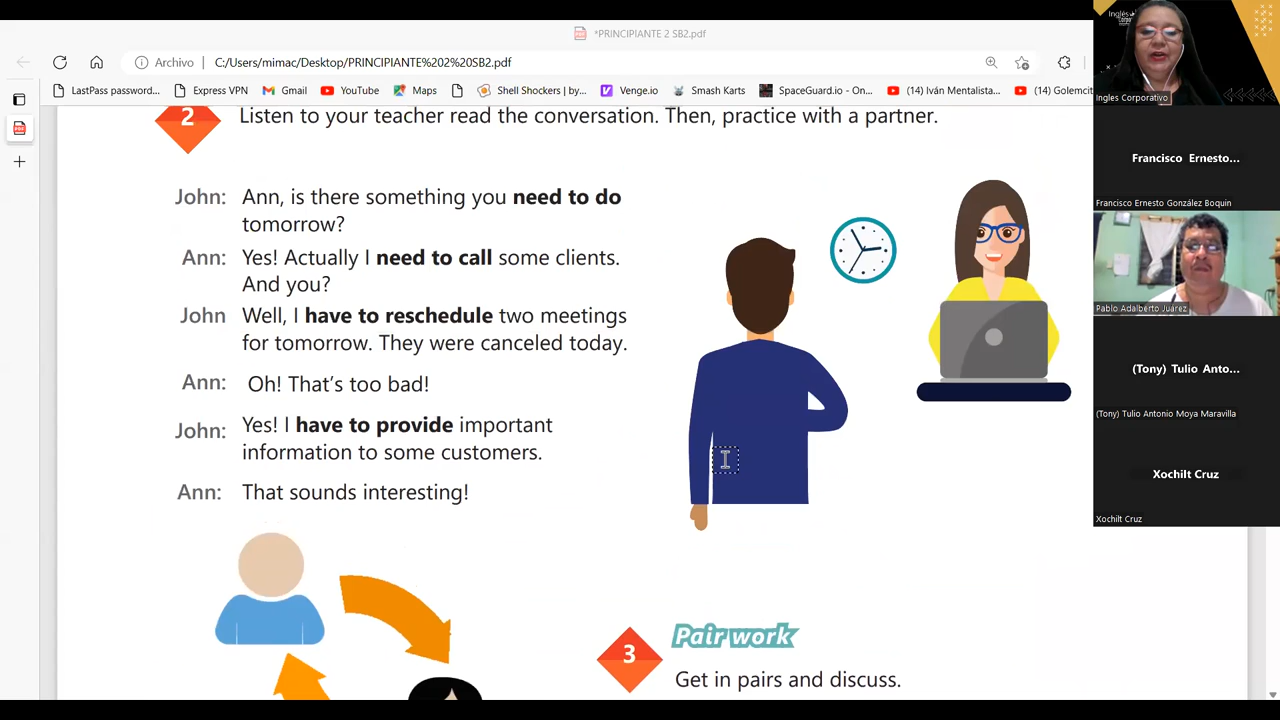 *PRINCIPIANTE 2 SB2.pdf
Archivo
C:/Users/mimac/Desktop/PRINCIPIANTE%202%20SB2.pdf
LastPass password...
Express VPN
Gmail
YouTube
Maps
Shell Shockers | by...
Venge.io
Smash Karts
SpaceGuard.io - On...
(14) Iván Mentalista...
(14) Golemcit
2
Listen to your teacher read the conversation. Then, practice with a partner.
John: Ann, is there something you need to do
tomorrow?
Ann: Yes! Actually I need to call some clients.
And you?
John Well, I have to reschedule two meetings
for tomorrow. They were canceled today.
Ann: Oh! That's too bad!
John: Yes! I have to provide important
information to some customers.
Ann: That sounds interesting!
3
Pair work
Get in pairs and discuss.
Inglés
Ingles Corporativo
Francisco Ernesto...
Francisco Ernesto González Boquin
Pablo Adalberto Juárez
(Tony) Tulio Anto...
(Tony) Tulio Antonio Moya Maravilla
Xochilt Cruz
Xochilt Cruz